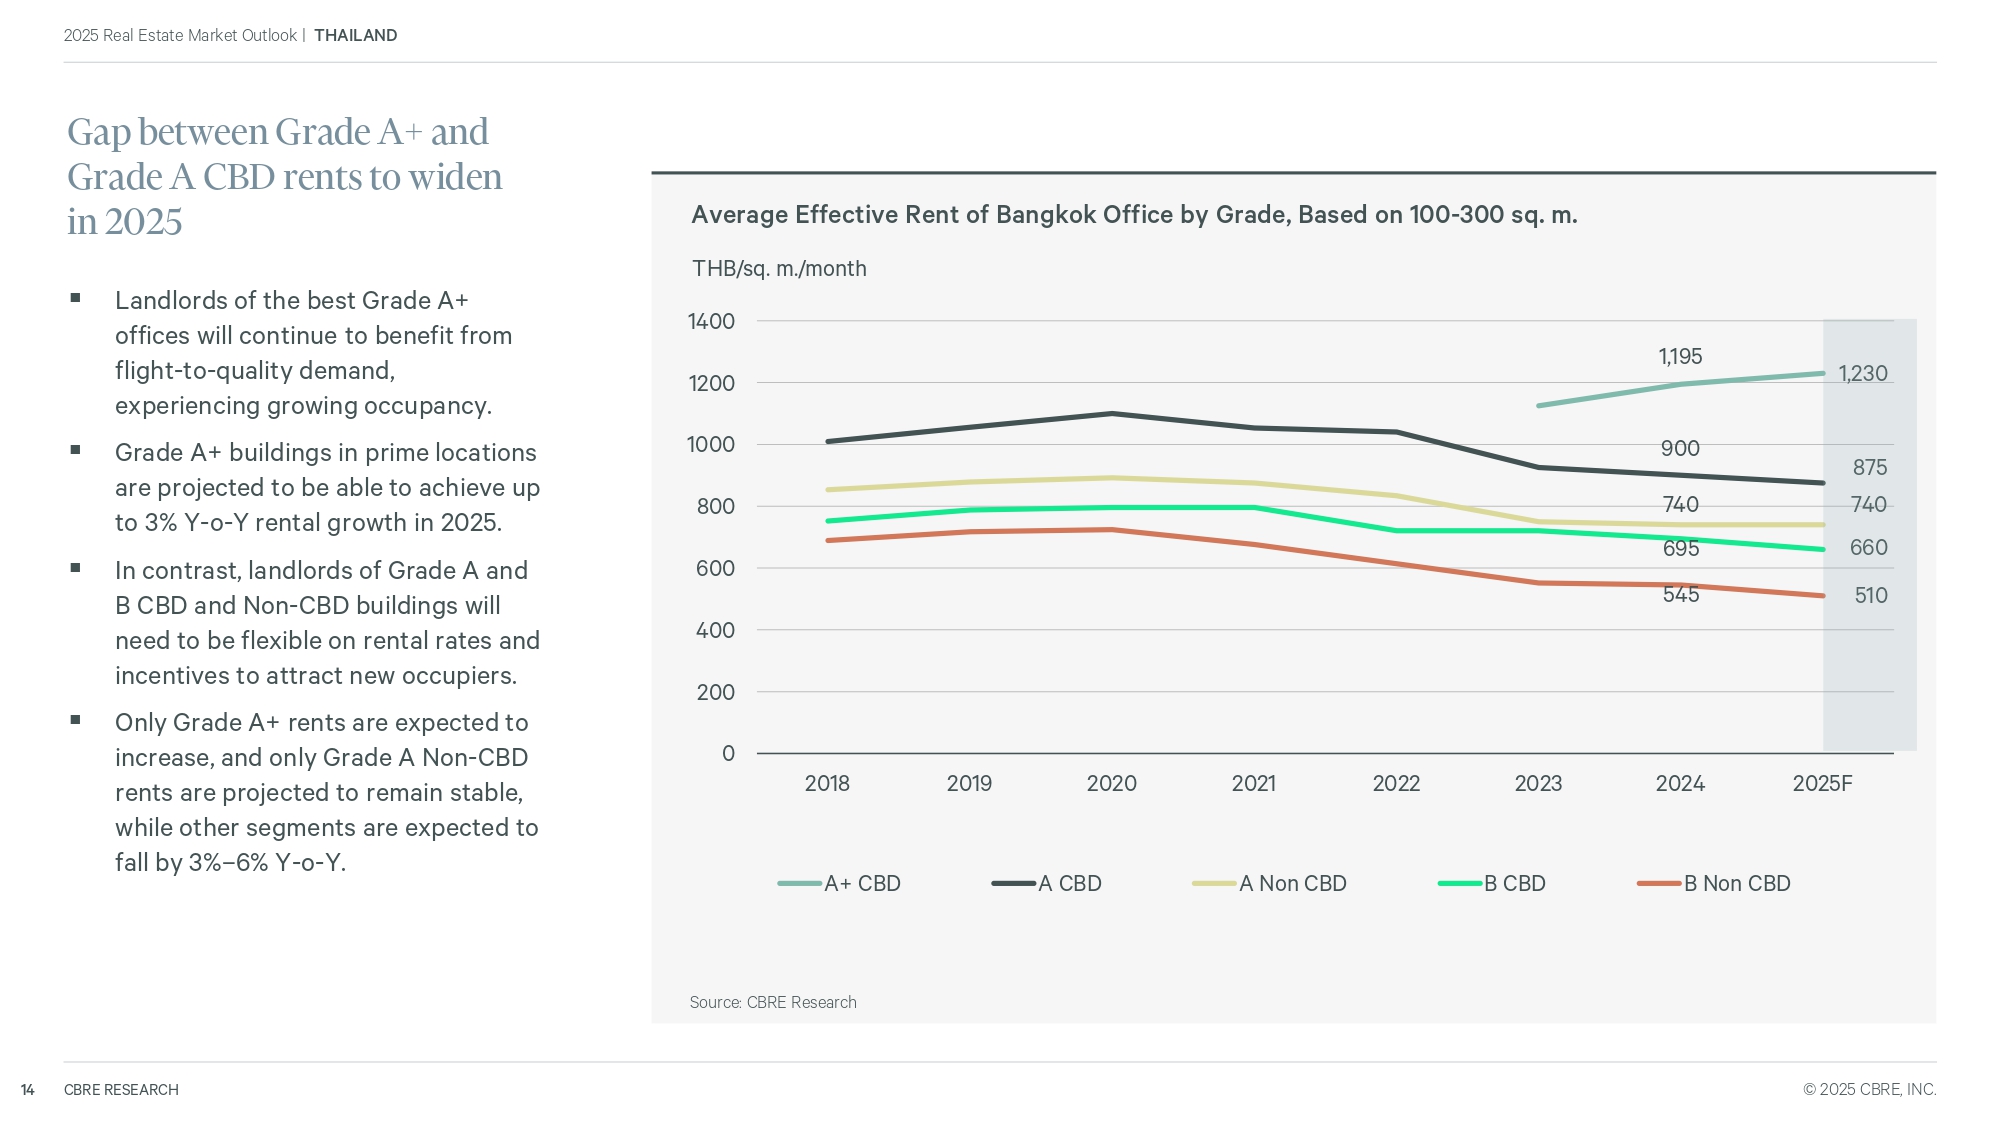 2025 Real Estate Market Outlook | THAILAND
Gap between Grade A+ and
Grade A CBD rents to widen
in 2025
▪ Landlords of the best Grade A+
offices will continue to benefit from
flight-to-quality demand,
experiencing growing occupancy.
▪ Grade A+ buildings in prime locations
are projected to be able to achieve up
to 3% Y-o-Y rental growth in 2025.
▪ In contrast, landlords of Grade A and
B CBD and Non-CBD buildings will
need to be flexible on rental rates and
incentives to attract new occupiers.
▪ Only Grade A+ rents are expected to
increase, and only Grade A Non-CBD
rents are projected to remain stable,
while other segments are expected to
fall by 3%–6% Y-o-Y.
Average Effective Rent of Bangkok Office by Grade, Based on 100-300 sq. m.
THB/sq. m./month
1400
1200
1000
800
600
400
200
0
1,195
1,230
900
875
740
740
695
660
545
510
2018 2019 2020 2021 2022 2023 2024 2025F
A+ CBD A CBD A Non CBD B CBD B Non CBD
Source: CBRE Research
14 CBRE RESEARCH
© 2025 CBRE, INC.